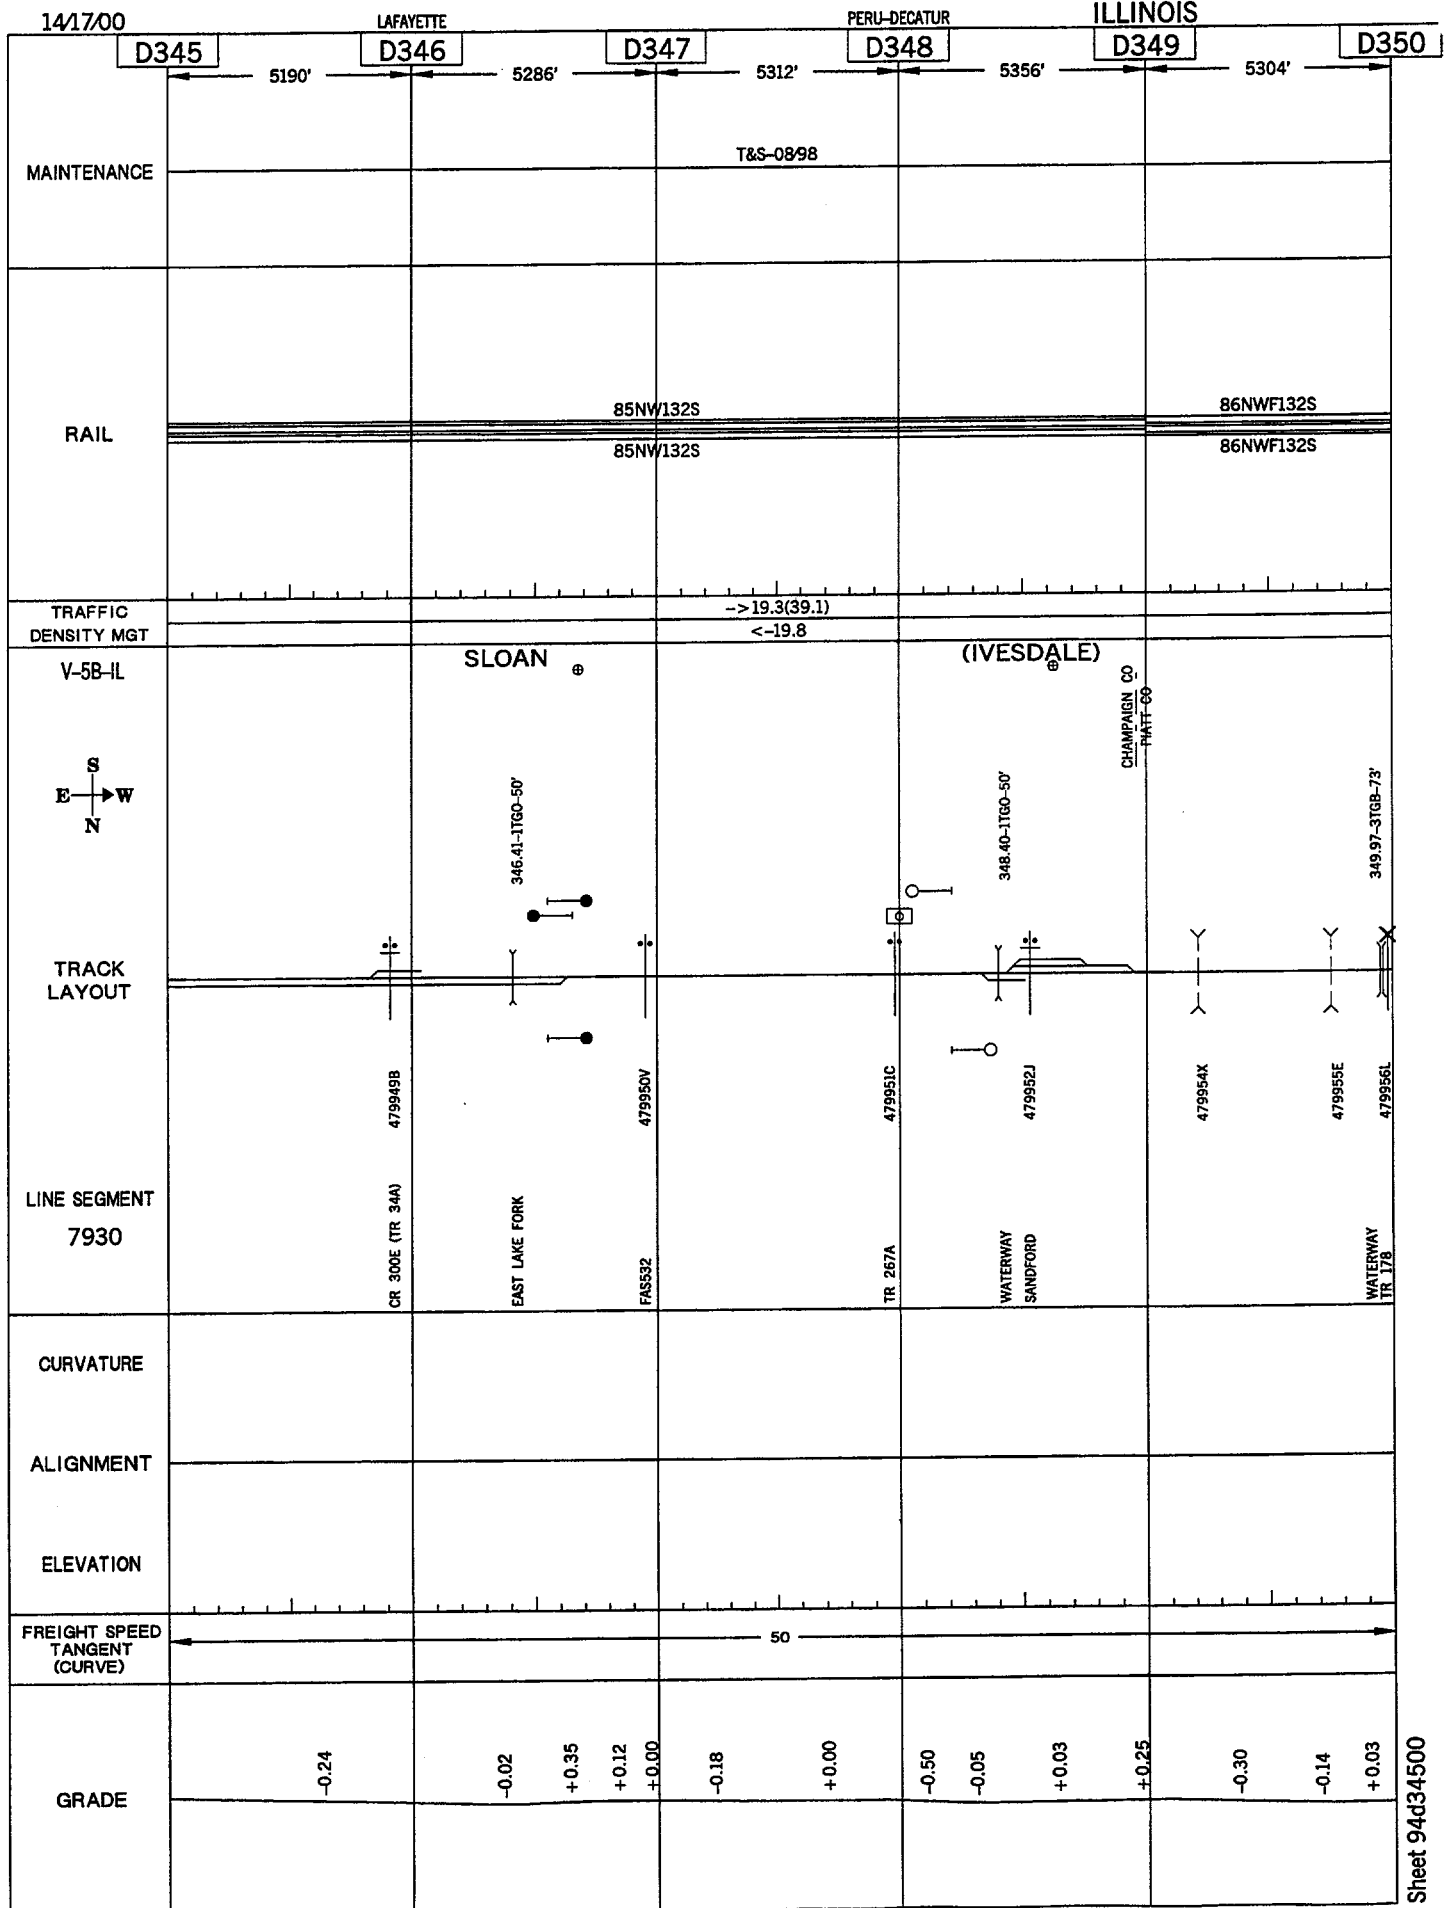 14/17/00 LAFAYETTE PERU-DECATUR ILLINOIS
D345 D346 D347 D348 D349 D350
5190' 5286' 5312' 5356' 5304'
MAINTENANCE
T&S-08/98
RAIL
85NW132S 86NWF132S
85NW132S 86NWF132S
TRAFFIC
DENSITY MGT
->19.3(39.1)
<-19.8
V-5B-IL
SLOAN (IVESDALE)
CHAMPAIGN CO
PIATT CO
S
E W
N
346.41-1TGO-50' 348.40-1TGO-50' 349.97-3TGB-73'
TRACK
LAYOUT
479949B 479950V 479951C 479952J 479954X 479955E 479956L
LINE SEGMENT
7930
CR 300E (TR 34A)
EAST LAKE FORK
FAS532
TR 267A
WATERWAY
SANDFORD
WATERWAY
TR 178
CURVATURE
ALIGNMENT
ELEVATION
FREIGHT SPEED
TANGENT
(CURVE)
50
GRADE
-0.24 -0.02 +0.35 +0.12 +0.00 -0.18 +0.00 -0.50 -0.05 +0.03 +0.25 -0.30 -0.14 +0.03
Sheet 94d34500